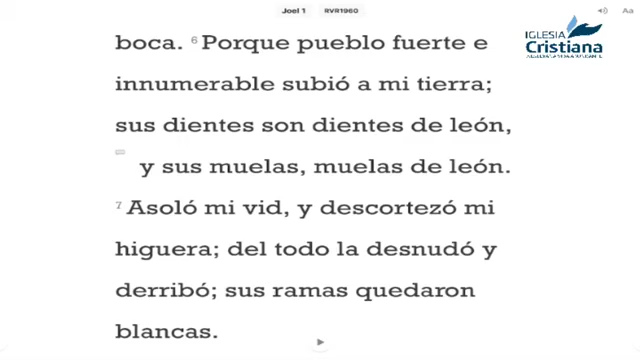 Joel 1 RVR1960
Aa
IGLESIA
Cristiana
boca. 6 Porque pueblo fuerte e
innumerable subió a mi tierra;
sus dientes son dientes de león,
y sus muelas, muelas de león.
7 Asoló mi vid, y descortezó mi
higuera; del todo la desnudó y
derribó; sus ramas quedaron
blancas.